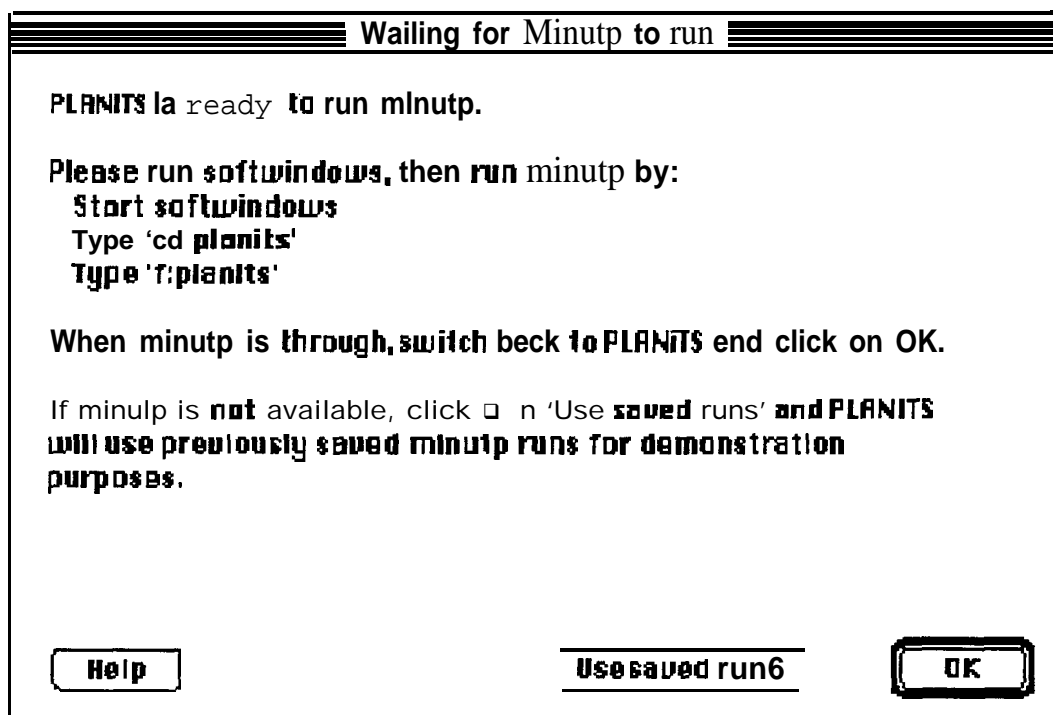 Wailing for Minutp to run
PLANITS la ready to run mInutp.
Please run softwindows, then run minutp by:
Start saftwindows
Type ‘cd planits'
Type 'f:planits'
When minutp is through, switch beck to PLANiTS end click on OK.
If minulp is not available, click ❑ n ‘Use saved runs' and PLANITS
will use previously saved minutp runs for demonstration
purposes.
Help
Use saved run6
OK